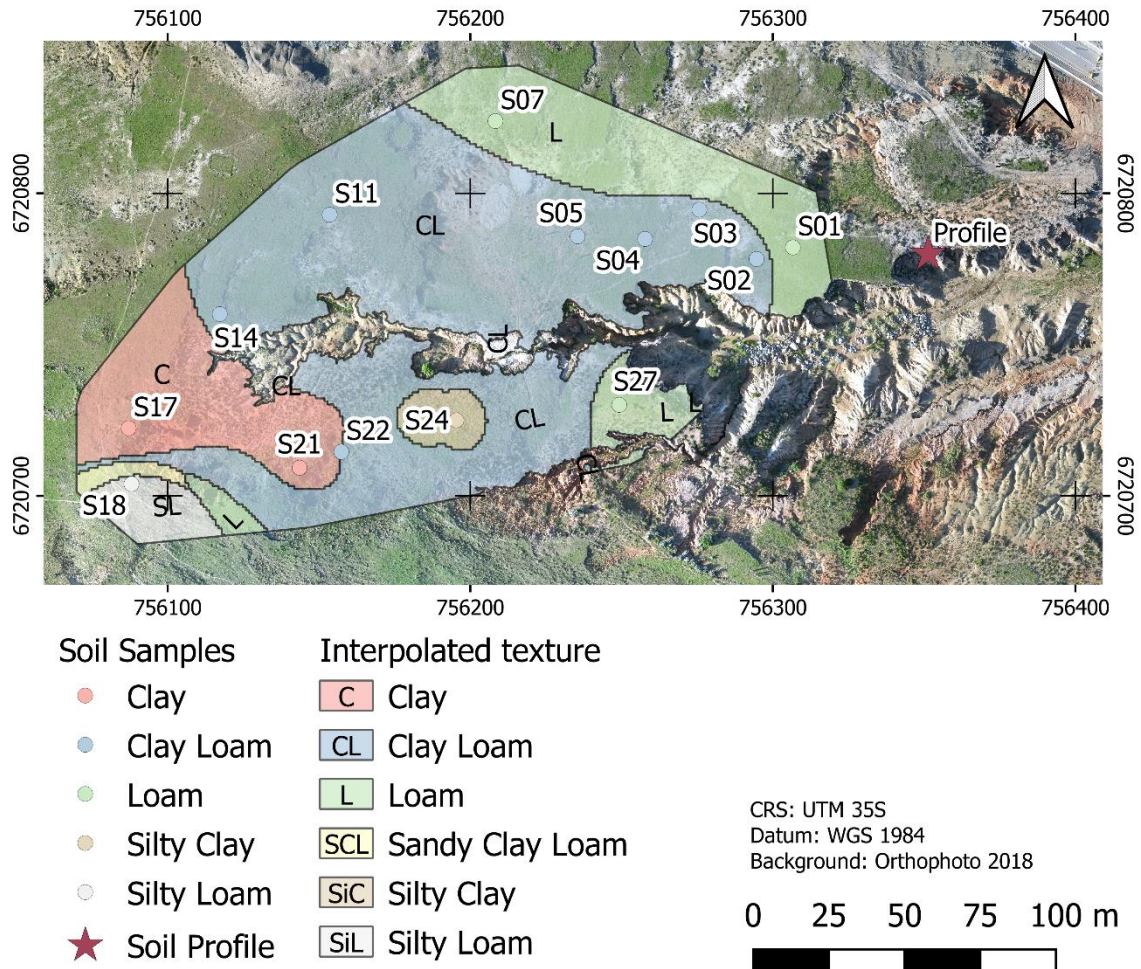 756100 756200 756300 756400
S07
L
6720800
6720800
S11
S05
CL
S03
S01
Profile
S04
S02
S14
CL
C
CL
S27
S17
S24
CL
L
L
S22
S21
CL
6720700
6720700
S18
SL
L
756100 756200 756300 756400
Soil Samples
Clay
Clay Loam
Loam
Silty Clay
Silty Loam
Soil Profile
Interpolated texture
C Clay
CL Clay Loam
L Loam
SCL Sandy Clay Loam
SiC Silty Clay
SiL Silty Loam
CRS: UTM 35S
Datum: WGS 1984
Background: Orthophoto 2018
0 25 50 75 100 m